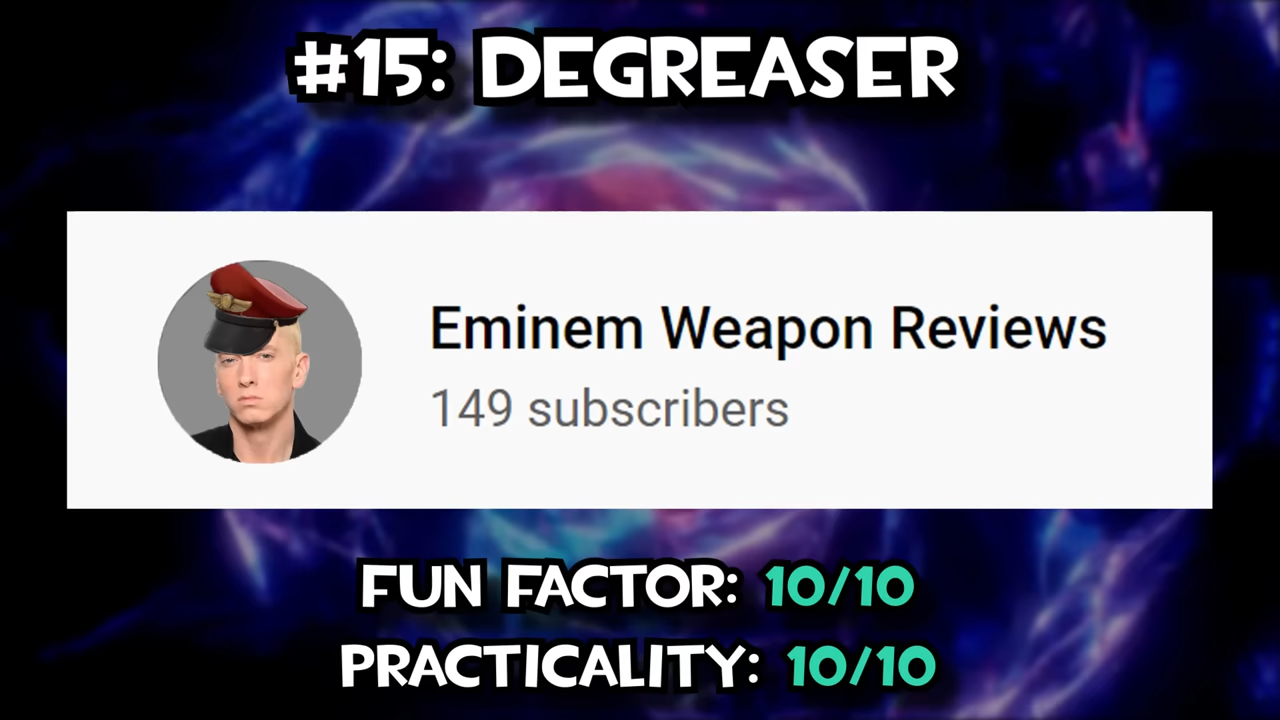 #15: DEGREASER
Eminem Weapon Reviews
149 subscribers
FUN FACTOR: 10/10
PRACTICALITY: 10/10